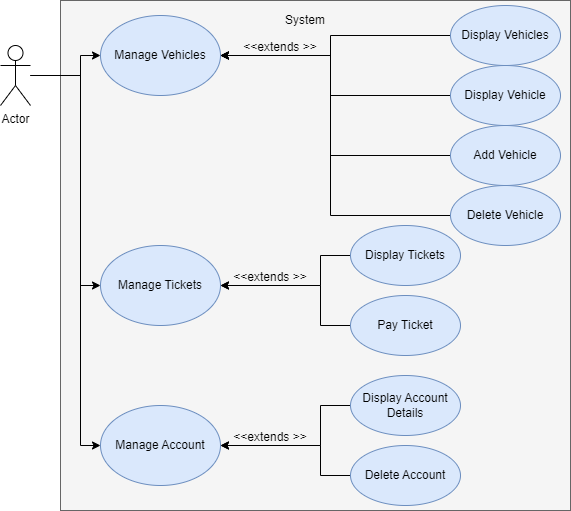 System
Display Vehicles
Manage Vehicles
<<extends >>
Display Vehicle
Actor
Add Vehicle
Delete Vehicle
Display Tickets
Manage Tickets
<<extends >>
Pay Ticket
Display Account
Details
Manage Account
<<extends >>
Delete Account